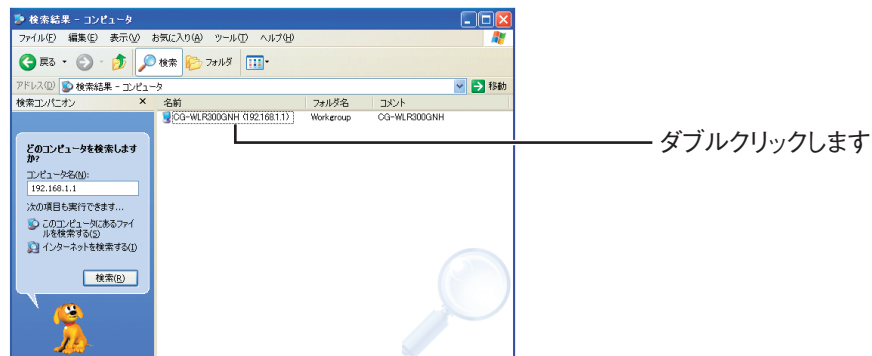 検索結果 - コンピュータ
ファイル(F) 編集(E) 表示(V) お気に入り(A) ツール(T) ヘルプ(H)
戻る 検索 フォルダ
アドレス(D) 検索結果 - コンピュータ 移動
検索コンパニオン × 名前 フォルダ名 コメント
CG-WLR300GNH (192.168.1.1) Workgroup CG-WLR300GNH
ダブルクリックします
どのコンピュータを検索します
か?
コンピュータ名(N):
192.168.1.1
次の項目も実行できます...
このコンピュータにあるファイ
ルを検索する(S)
インターネットを検索する(I)
検索(R)